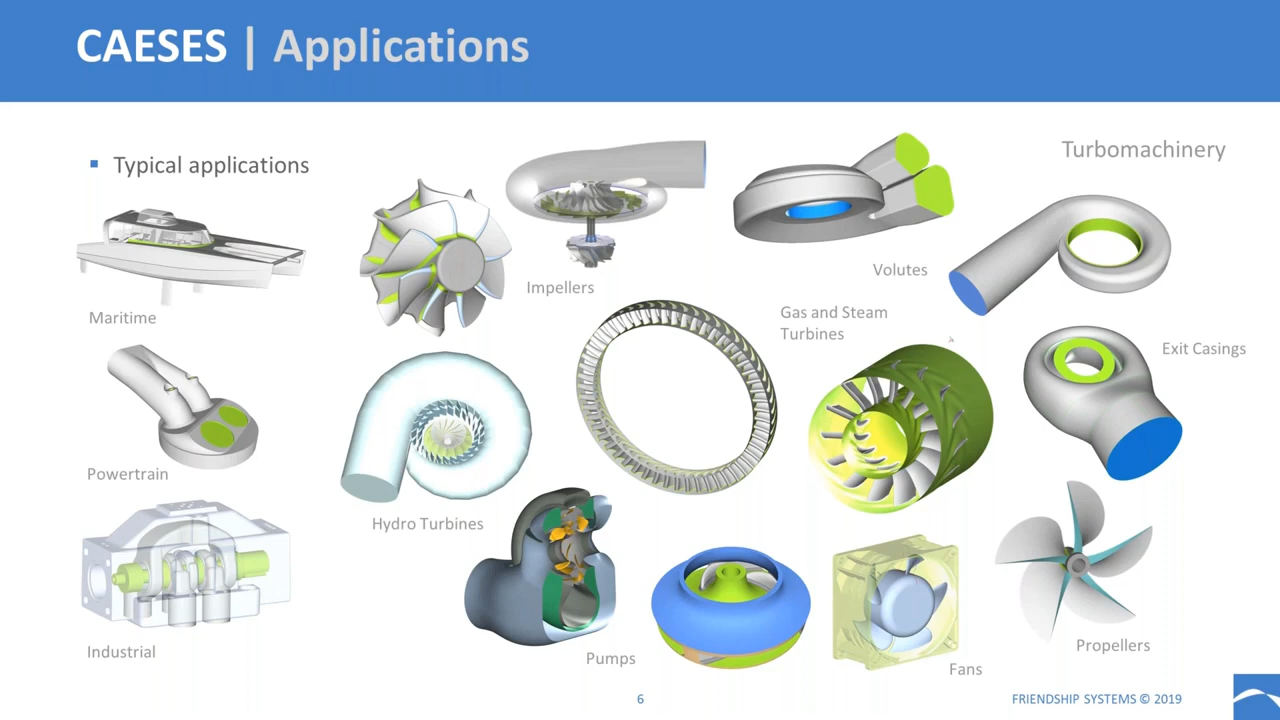 CAESES | Applications
Typical applications
Turbomachinery
Maritime
Impellers
Volutes
Gas and Steam
Turbines
Exit Casings
Powertrain
Hydro Turbines
Industrial
Pumps
Fans
Propellers
6
FRIENDSHIP SYSTEMS © 2019